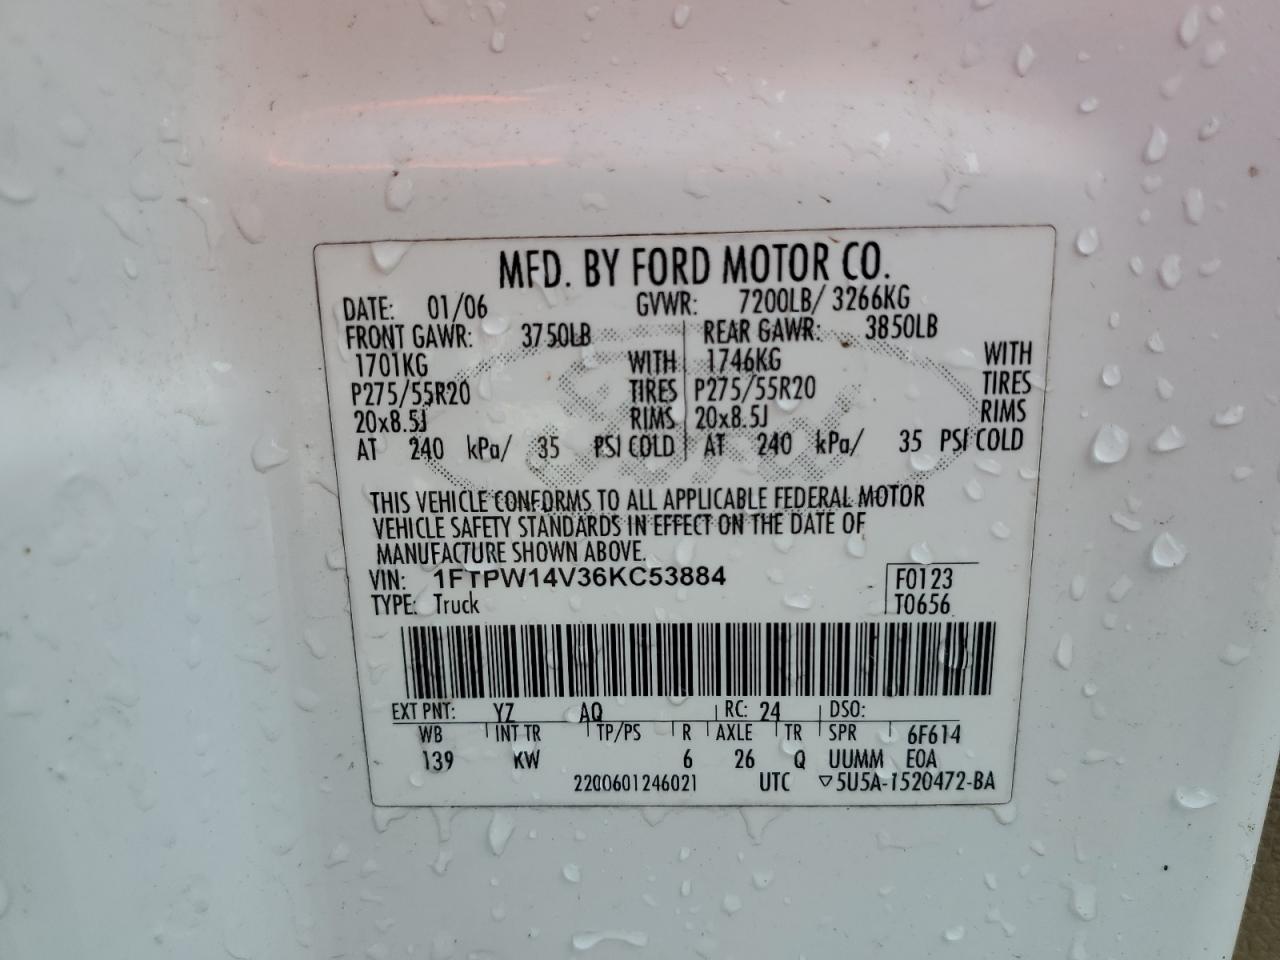 MFD. BY FORD MOTOR CO.
DATE: 01/06 GVWR: 7200LB/ 3266KG
FRONT GAWR: 3750LB REAR GAWR: 3850LB
1701KG WITH 1746KG WITH
P275/55R20 TIRES P275/55R20 TIRES
20x8.5J RIMS 20x8.5J RIMS
AT 240 kPa/ 35 PSI COLD AT 240 kPa/ 35 PSI COLD
THIS VEHICLE CONFORMS TO ALL APPLICABLE FEDERAL MOTOR
VEHICLE SAFETY STANDARDS IN EFFECT ON THE DATE OF
MANUFACTURE SHOWN ABOVE.
VIN: 1FTPW14V36KC53884 F0123
TYPE: Truck T0656
EXT PNT: YZ AQ RC: 24 DSO:
WB INT TR TP/PS R AXLE TR SPR 6F614
139 KW 6 26 Q UUMM E0A
2200601246021 UTC ▽5U5A-1520472-BA